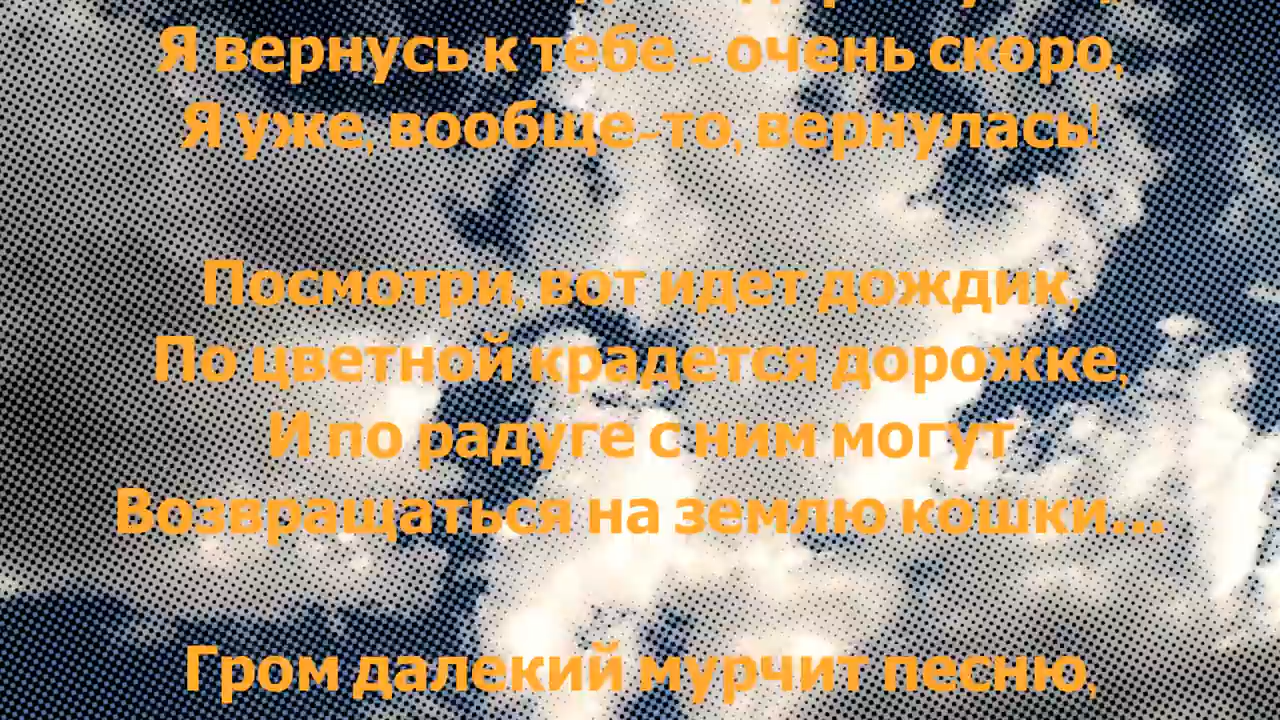 Я вернусь к тебе - очень скоро,
Я уже, вообще-то, вернулась!
Посмотри, вот идет дождик,
По цветной крадется дорожке,
И по радуге с ним могут
Возвращаться на землю кошки...
Гром далекий мурчит песню,